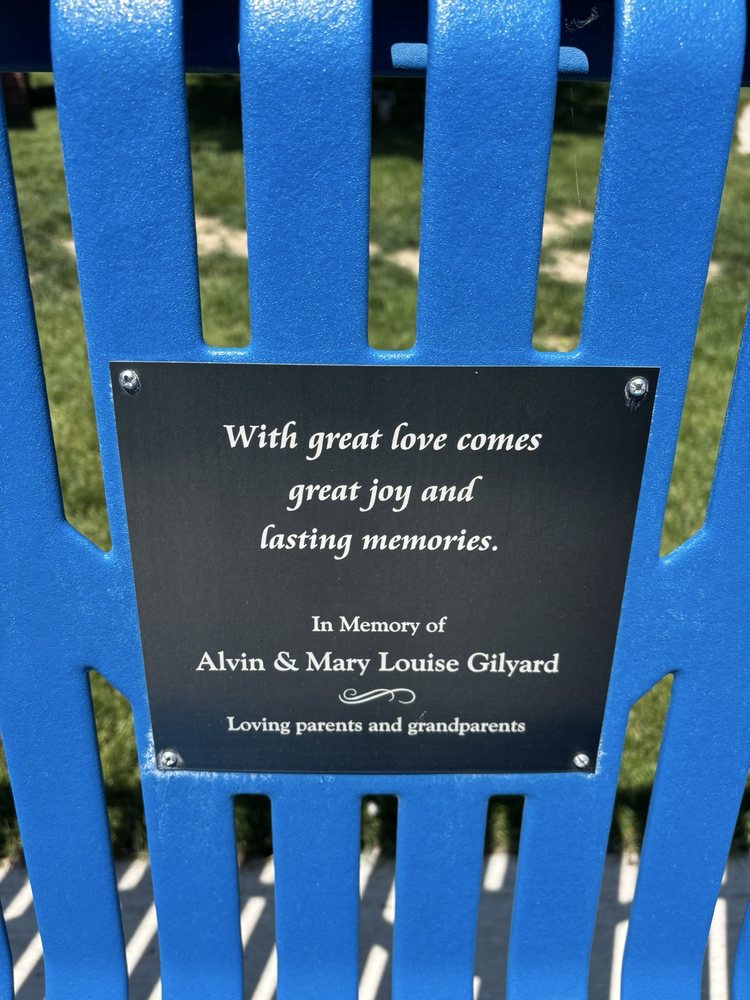 With great love comes
great joy and
lasting memories.
In Memory of
Alvin & Mary Louise Gilyard
Loving parents and grandparents